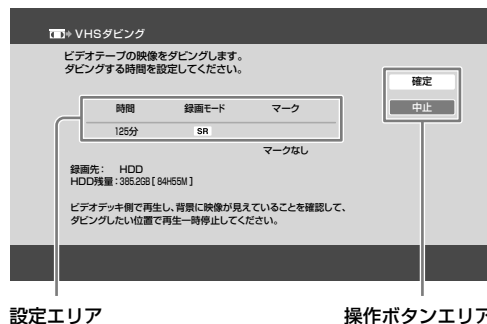 VHSダビング
ビデオテープの映像をダビングします。
ダビングする時間を設定してください。
確定
中止
時間 録画モード マーク
125分 SR
マークなし
録画先： HDD
HDD残量：385.2GB [ 84H55M ]
ビデオデッキ側で再生し、背景に映像が見えていることを確認して、
ダビングしたい位置で再生一時停止してください。
設定エリア 操作ボタンエリア